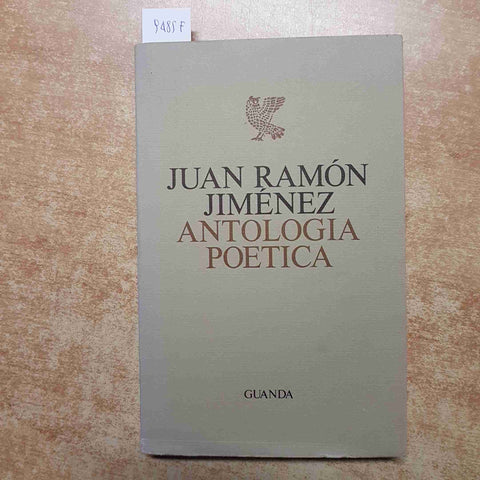 9485 F
JUAN RAMÓN
JIMÉNEZ
ANTOLOGIA
POETICA
GUANDA